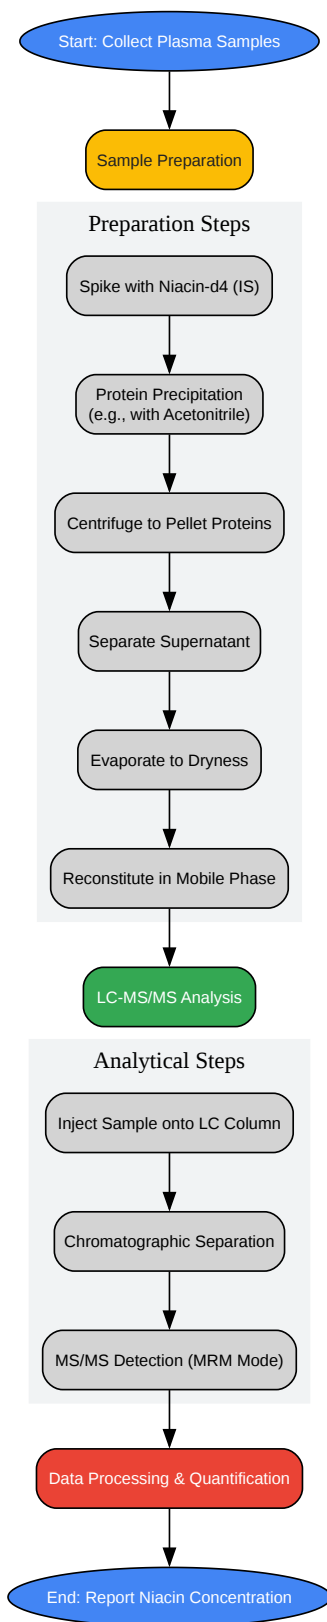 Start: Collect Plasma Samples
Sample Preparation
Preparation Steps
Spike with Niacin-d4 (IS)
Protein Precipitation
(e.g., with Acetonitrile)
Centrifuge to Pellet Proteins
Separate Supernatant
Evaporate to Dryness
Reconstitute in Mobile Phase
LC-MS/MS Analysis
Analytical Steps
Inject Sample onto LC Column
Chromatographic Separation
MS/MS Detection (MRM Mode)
Data Processing & Quantification
End: Report Niacin Concentration